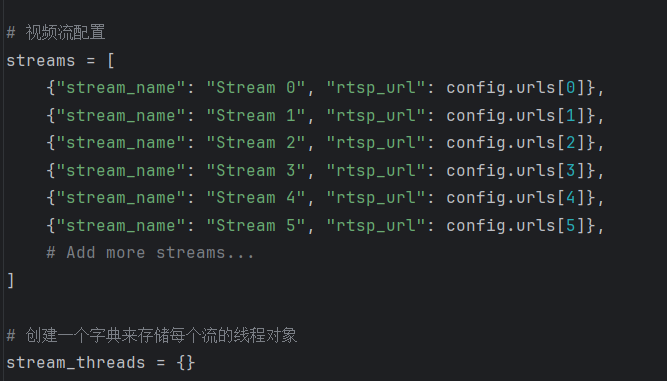 # 视频流配置
streams = [
    {"stream_name": "Stream 0", "rtsp_url": config.urls[0]},
    {"stream_name": "Stream 1", "rtsp_url": config.urls[1]},
    {"stream_name": "Stream 2", "rtsp_url": config.urls[2]},
    {"stream_name": "Stream 3", "rtsp_url": config.urls[3]},
    {"stream_name": "Stream 4", "rtsp_url": config.urls[4]},
    {"stream_name": "Stream 5", "rtsp_url": config.urls[5]},
    # Add more streams...
]
# 创建一个字典来存储每个流的线程对象
stream_threads = {}